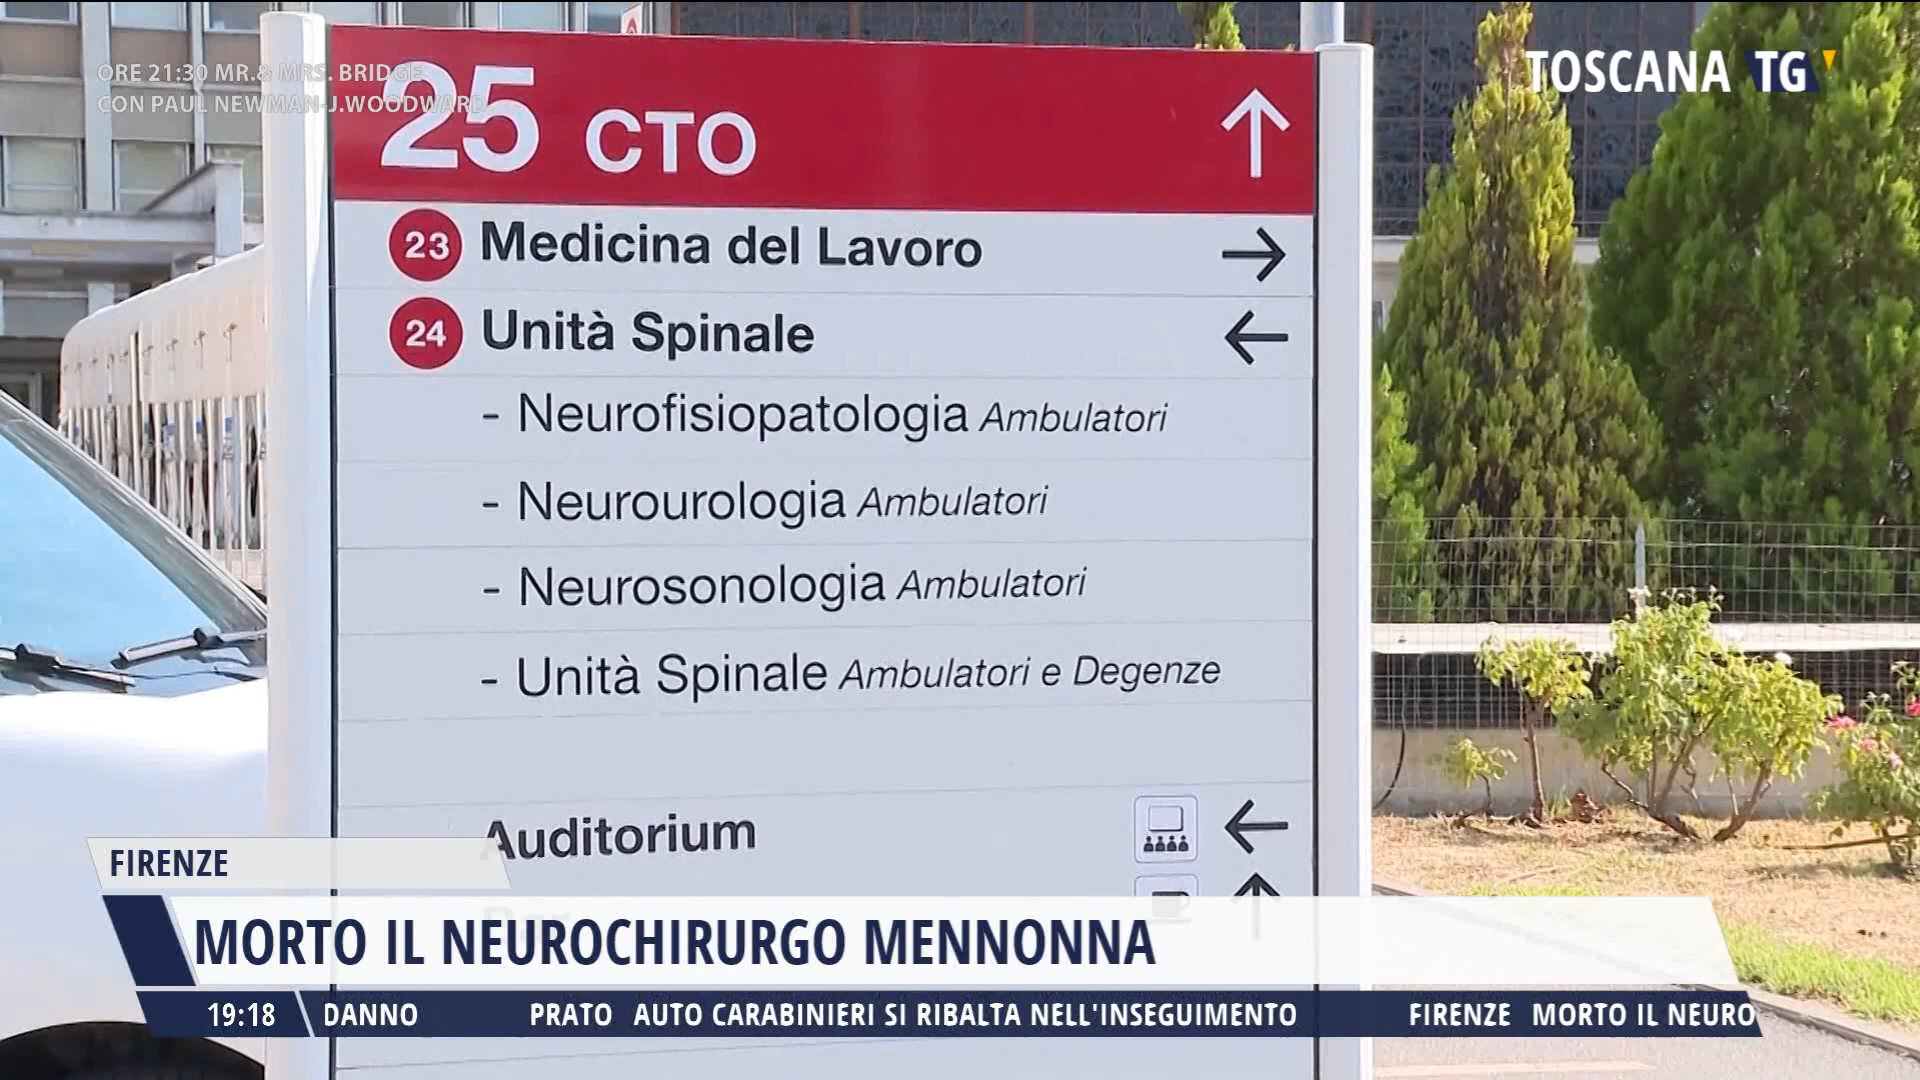 ORE 21:30 MR.& MRS. BRIDGE
CON PAUL NEWMAN-J.WOODWARD
TOSCANA TG
25 CTO
23 Medicina del Lavoro
24 Unità Spinale
- Neurofisiopatologia Ambulatori
- Neurourologia Ambulatori
- Neurosonologia Ambulatori
- Unità Spinale Ambulatori e Degenze
Auditorium
Bar
FIRENZE
MORTO IL NEUROCHIRURGO MENNONNA
19:18 DANNO PRATO AUTO CARABINIERI SI RIBALTA NELL'INSEGUIMENTO FIRENZE MORTO IL NEURO